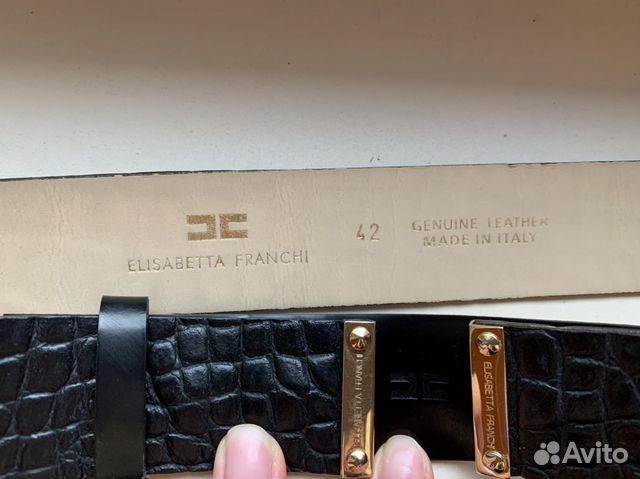 ELISABETTA FRANCHI
42
GENUINE LEATHER
MADE IN ITALY
ELISABETTA FRANCHI
ELISABETTA FRANCHI
Avito